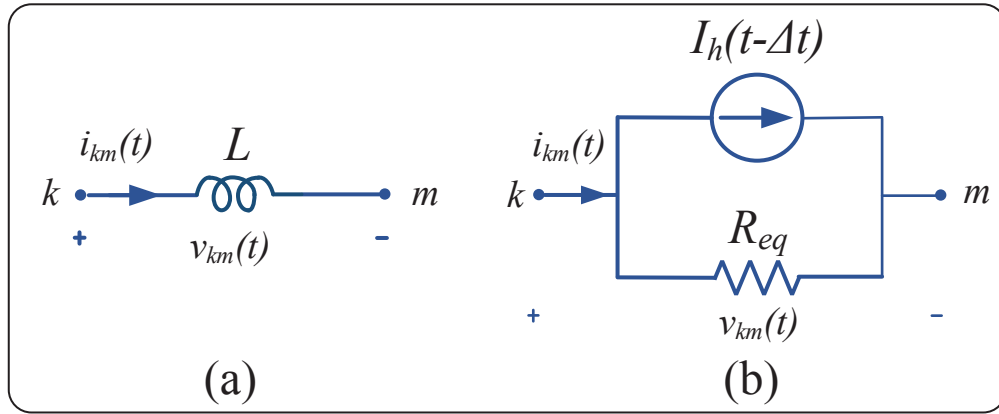 i_km(t)
L
k
m
+
v_km(t)
−
(a)
I_h(t-Δt)
i_km(t)
k
m
R_eq
+
v_km(t)
−
(b)